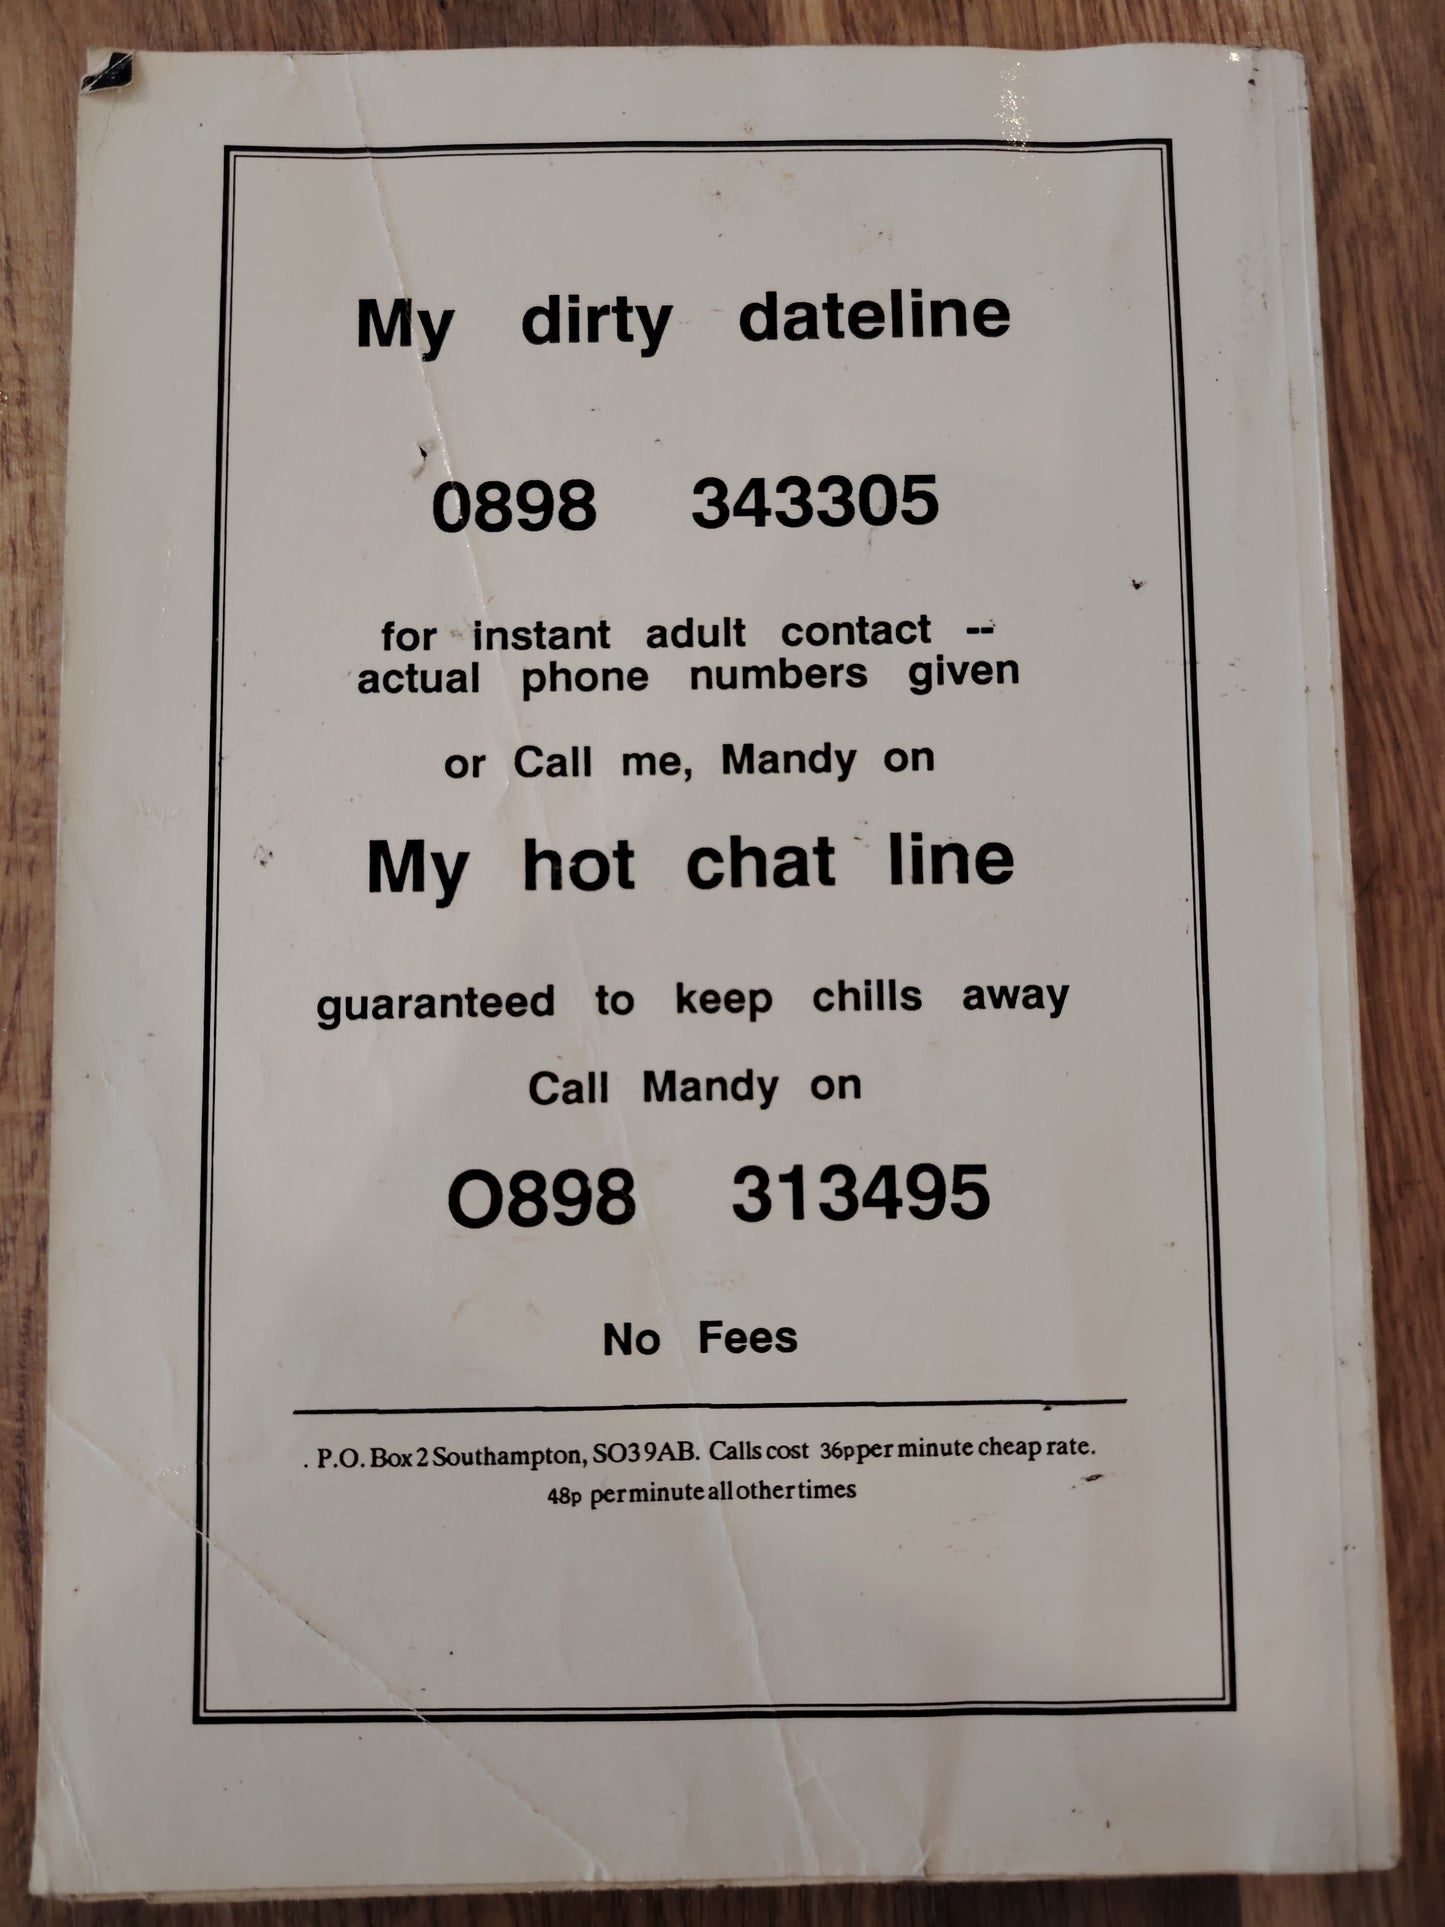 My dirty dateline
0898 343305
for instant adult contact --
actual phone numbers given
or Call me, Mandy on
My hot chat line
guaranteed to keep chills away
Call Mandy on
O898 313495
No Fees
. P.O. Box 2 Southampton, SO3 9AB. Calls cost 36p per minute cheap rate.
48p per minute all other times